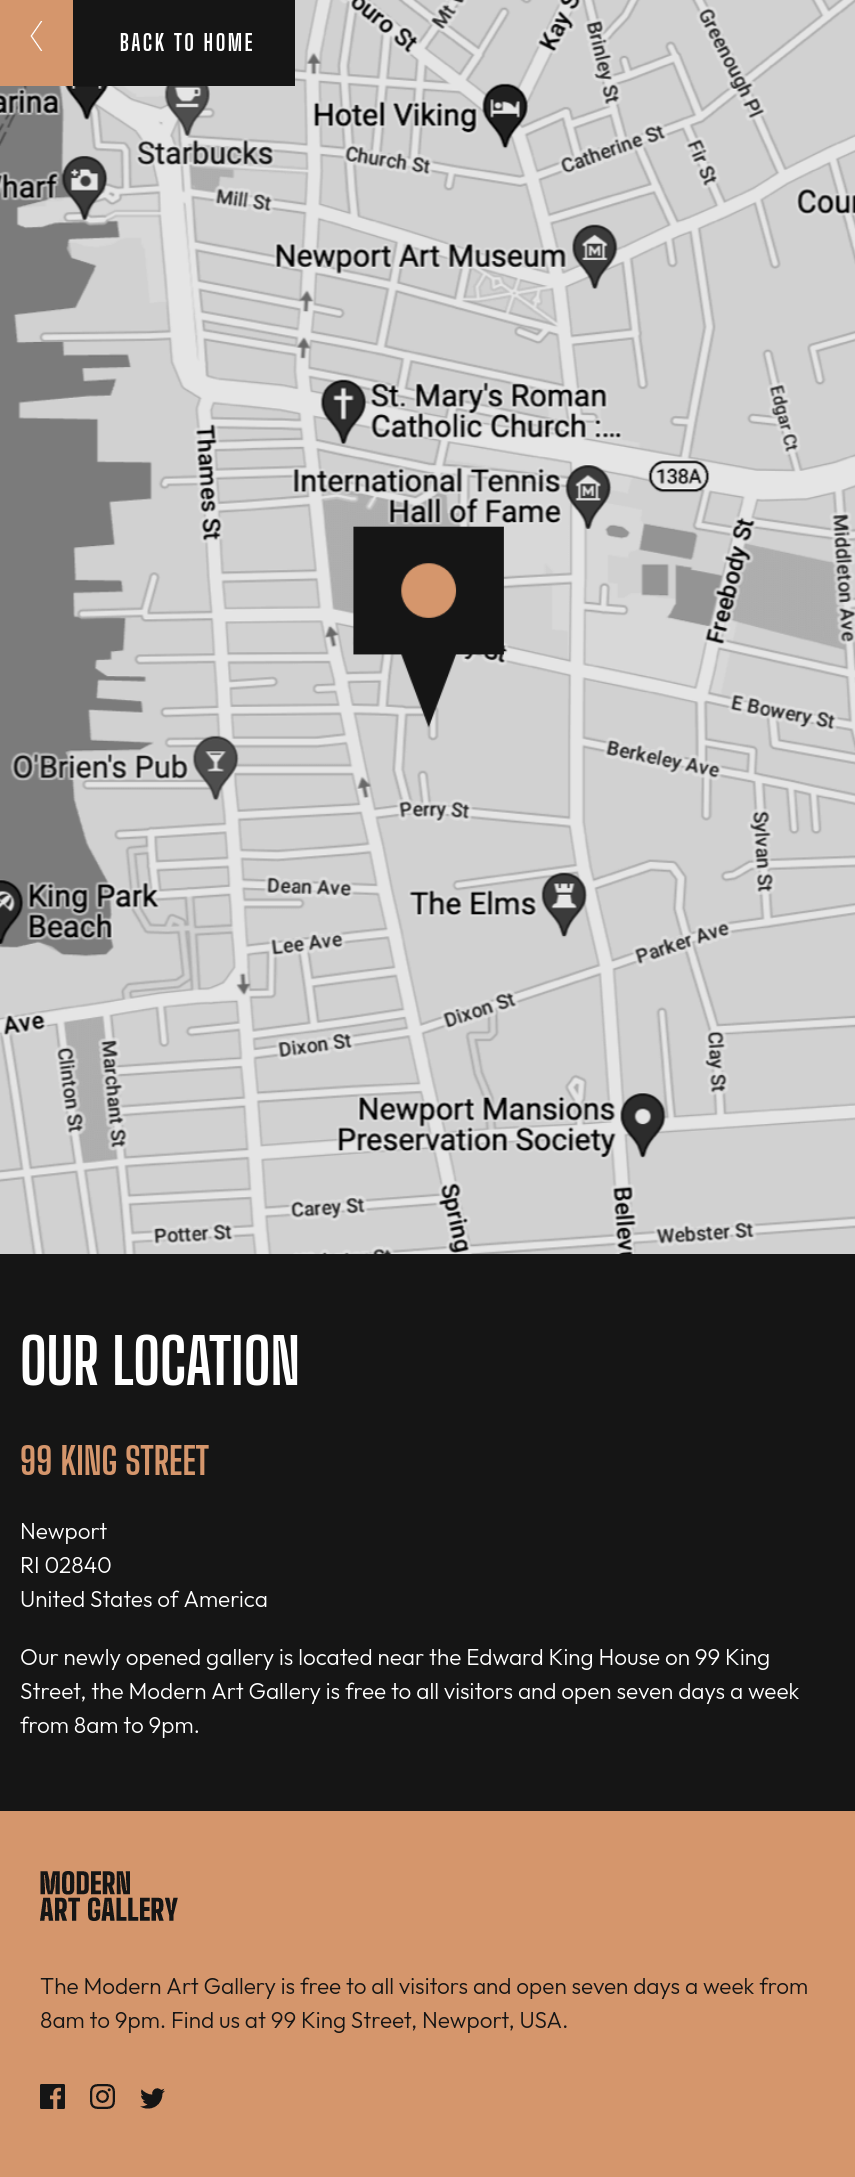 BACK TO HOME
ouro St
Mt
Kay S
Brinley St
Greenough Pl
arina
Hotel Viking
Starbucks
Church St
Catherine St
Fir St
harf
Mill St
Cour
Newport Art Museum
St. Mary's Roman
Catholic Church :...
Edgar Ct
Thames St
International Tennis
Hall of Fame
138A
Freebody St
Middleton Ave
y St
E Bowery St
O'Brien's Pub
Berkeley Ave
Perry St
Sylvan St
King Park
Beach
Dean Ave
The Elms
Lee Ave
Parker Ave
Ave
Dixon St
Dixon St
Clinton St
Marchant St
Clay St
Newport Mansions
Preservation Society
Spring
Bellev
Carey St
Potter St
Webster St
OUR LOCATION
99 KING STREET
Newport
RI 02840
United States of America
Our newly opened gallery is located near the Edward King House on 99 King
Street, the Modern Art Gallery is free to all visitors and open seven days a week
from 8am to 9pm.
MODERN
ART GALLERY
The Modern Art Gallery is free to all visitors and open seven days a week from
8am to 9pm. Find us at 99 King Street, Newport, USA.